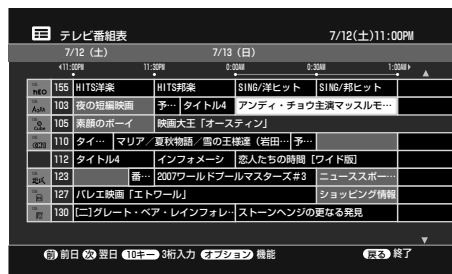 テレビ番組表 7/12(土)11:00PM
7/12(土) 7/13(日)
11:00PM 11:30PM 0:00AM 0:30AM 1:00AM
neco 155 HITS洋楽 HITS邦楽 SING/洋ヒット SING/邦ヒット
103 夜の短編映画 予… タイトル4 アンディ・チョウ主演マッスルモ…
105 素顔のボーイ 映画大王「オースティン」
110 タイ… マリア/夏秋物語/雪の王様達(岩田… 予…
112 タイトル4 インフォメーシ 恋人たちの時間[ワイド版]
123 番… 2007ワールドプールマスターズ#3 ニューススポー…
127 バレエ映画「エトワール」 ショッピング情報
130 [二]グレート・ベア・レインフォレ… ストーンヘンジの更なる発見
前 前日 次 翌日 10キー 3桁入力 オプション 機能 戻る 終了